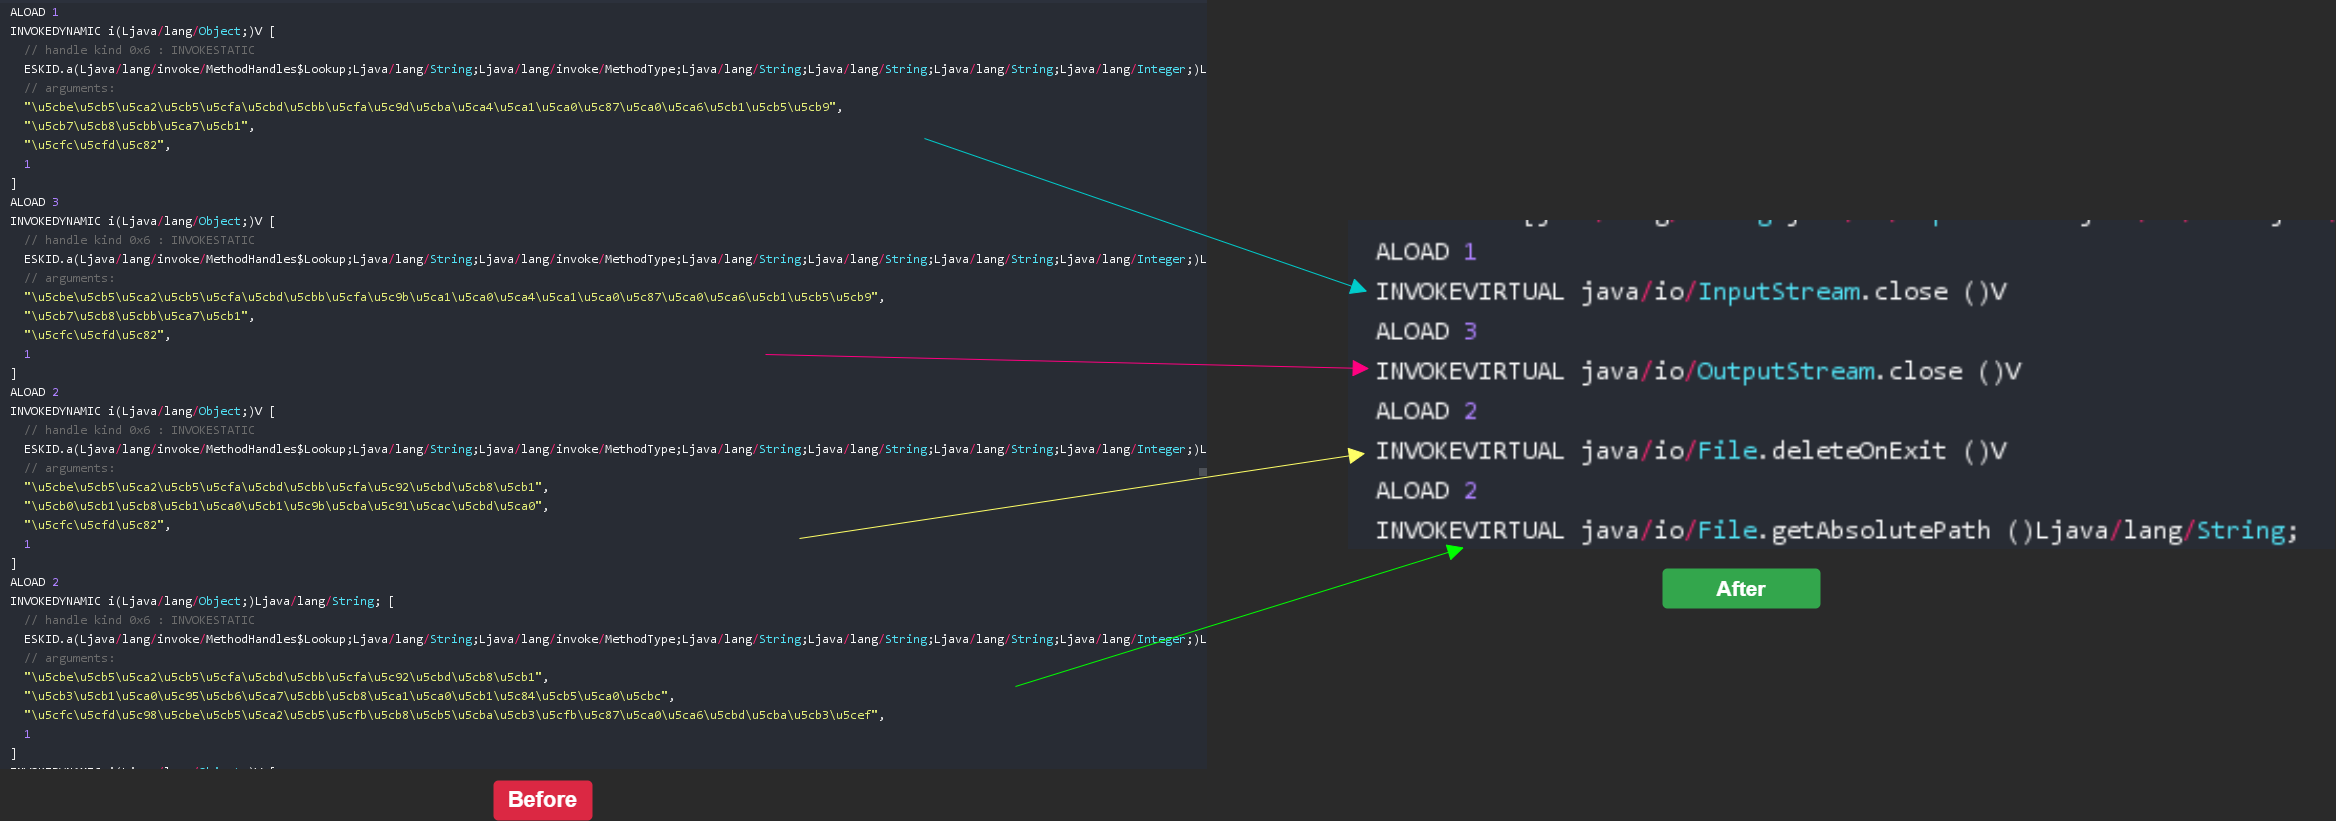 ALOAD 1
INVOKEDYNAMIC i(Ljava/lang/Object;)V [
// handle kind 0x6 : INVOKESTATIC
ESKID.a(Ljava/lang/invoke/MethodHandles$Lookup;Ljava/lang/String;Ljava/lang/invoke/MethodType;Ljava/lang/String;Ljava/lang/String;Ljava/lang/String;Ljava/lang/Integer;)L
// arguments:
"\u5cbe\u5cb5\u5ca2\u5cb5\u5cfa\u5cbd\u5cbb\u5cfa\u5c9d\u5cba\u5ca4\u5ca1\u5ca0\u5c87\u5ca0\u5ca6\u5cb1\u5cb5\u5cb9",
"\u5cb7\u5cb8\u5cbb\u5ca7\u5cb1",
"\u5cfc\u5cfd\u5c82",
1
]
ALOAD 3
INVOKEDYNAMIC i(Ljava/lang/Object;)V [
// handle kind 0x6 : INVOKESTATIC
ESKID.a(Ljava/lang/invoke/MethodHandles$Lookup;Ljava/lang/String;Ljava/lang/invoke/MethodType;Ljava/lang/String;Ljava/lang/String;Ljava/lang/String;Ljava/lang/Integer;)L
// arguments:
"\u5cbe\u5cb5\u5ca2\u5cb5\u5cfa\u5cbd\u5cbb\u5cfa\u5c9b\u5ca1\u5ca0\u5ca4\u5ca1\u5ca0\u5c87\u5ca0\u5ca6\u5cb1\u5cb5\u5cb9",
"\u5cb7\u5cb8\u5cbb\u5ca7\u5cb1",
"\u5cfc\u5cfd\u5c82",
1
]
ALOAD 2
INVOKEDYNAMIC i(Ljava/lang/Object;)V [
// handle kind 0x6 : INVOKESTATIC
ESKID.a(Ljava/lang/invoke/MethodHandles$Lookup;Ljava/lang/String;Ljava/lang/invoke/MethodType;Ljava/lang/String;Ljava/lang/String;Ljava/lang/String;Ljava/lang/Integer;)L
// arguments:
"\u5cbe\u5cb5\u5ca2\u5cb5\u5cfa\u5cbd\u5cbb\u5cfa\u5c92\u5cbd\u5cb8\u5cb1",
"\u5cb0\u5cb1\u5cb8\u5cb1\u5ca0\u5cb1\u5c9b\u5cba\u5c91\u5cac\u5cbd\u5ca0",
"\u5cfc\u5cfd\u5c82",
1
]
ALOAD 2
INVOKEDYNAMIC i(Ljava/lang/Object;)Ljava/lang/String; [
// handle kind 0x6 : INVOKESTATIC
ESKID.a(Ljava/lang/invoke/MethodHandles$Lookup;Ljava/lang/String;Ljava/lang/invoke/MethodType;Ljava/lang/String;Ljava/lang/String;Ljava/lang/String;Ljava/lang/Integer;)L
// arguments:
"\u5cbe\u5cb5\u5ca2\u5cb5\u5cfa\u5cbd\u5cbb\u5cfa\u5c92\u5cbd\u5cb8\u5cb1",
"\u5cb3\u5cb1\u5ca0\u5c95\u5cb6\u5ca7\u5cbb\u5cb8\u5ca1\u5ca0\u5cb1\u5c84\u5cb5\u5ca0\u5cbc",
"\u5cfc\u5cfd\u5c98\u5cbe\u5cb5\u5ca2\u5cb5\u5cfb\u5cb8\u5cb5\u5cba\u5cb3\u5cfb\u5c87\u5ca0\u5ca6\u5cbd\u5cba\u5cb3\u5cef",
1
]
Before
ALOAD 1
INVOKEVIRTUAL java/io/InputStream.close ()V
ALOAD 3
INVOKEVIRTUAL java/io/OutputStream.close ()V
ALOAD 2
INVOKEVIRTUAL java/io/File.deleteOnExit ()V
ALOAD 2
INVOKEVIRTUAL java/io/File.getAbsolutePath ()Ljava/lang/String;
After